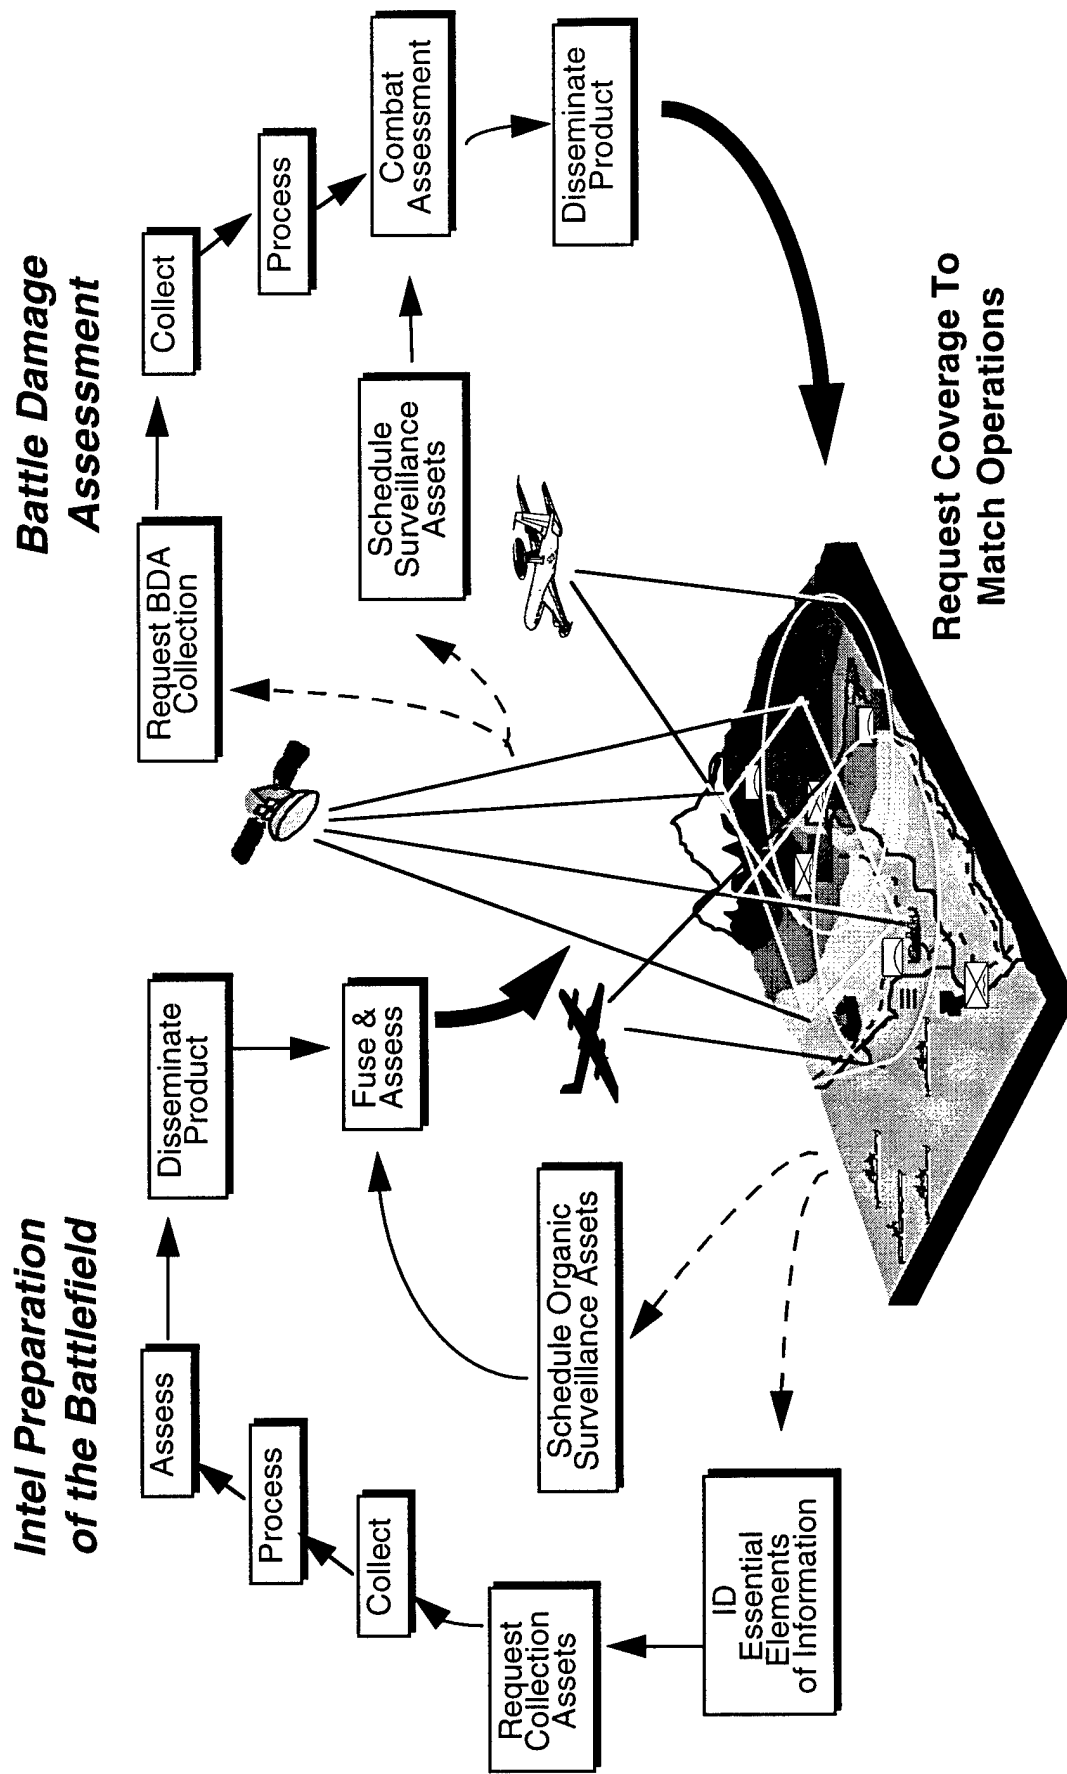 Intel Preparation
of the Battlefield
Battle Damage
Assessment
ID
Essential
Elements
of Information
Request
Collection
Assets
Collect
Process
Assess
Disseminate
Product
Schedule Organic
Surveillance Assets
Fuse &
Assess
Request BDA
Collection
Collect
Process
Schedule
Surveillance
Assets
Combat
Assessment
Disseminate
Product
Request Coverage To
Match Operations